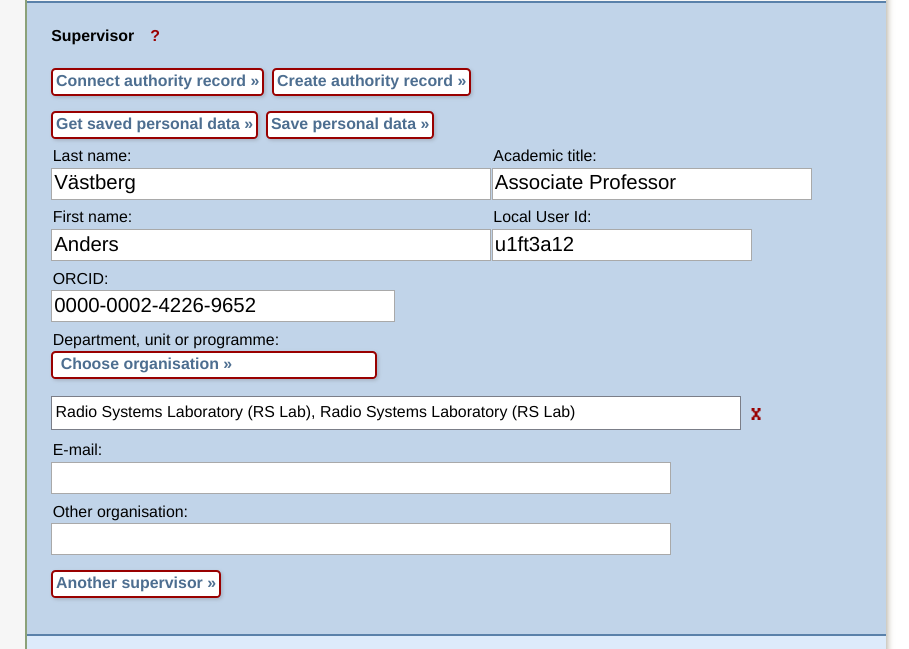 Supervisor ?
Connect authority record » Create authority record »
Get saved personal data » Save personal data »
Last name: Academic title:
Västberg Associate Professor
First name: Local User Id:
Anders u1ft3a12
ORCID:
0000-0002-4226-9652
Department, unit or programme:
Choose organisation »
Radio Systems Laboratory (RS Lab), Radio Systems Laboratory (RS Lab) x
E-mail:
Other organisation:
Another supervisor »